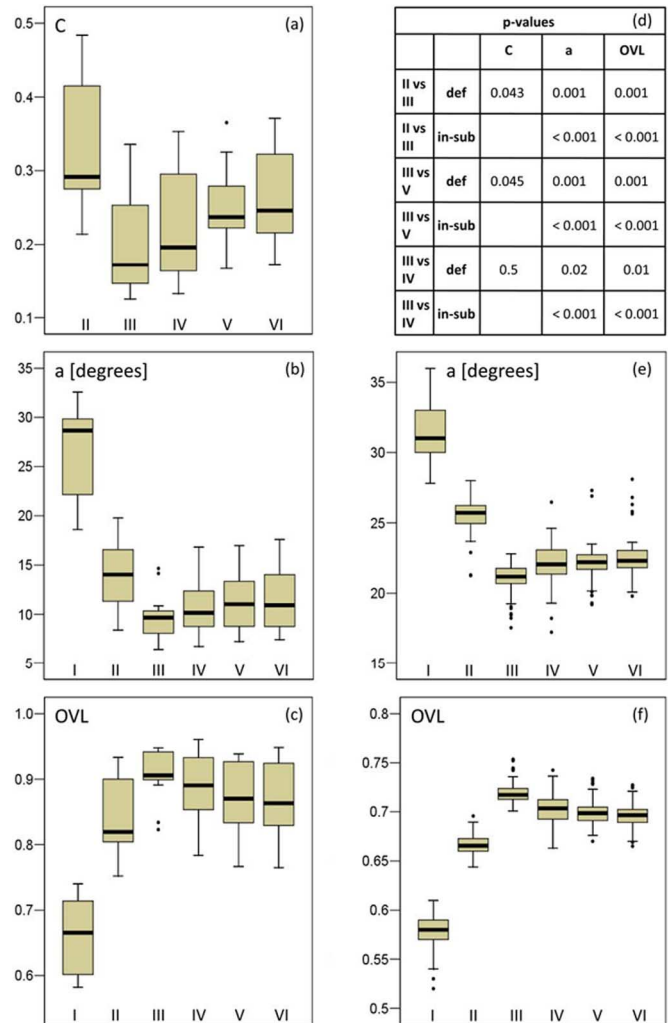 C (a)
0.5
0.4
0.3
0.2
0.1
II III IV V VI
p-values (d)
C a OVL
II vs III def 0.043 0.001 0.001
II vs III in-sub < 0.001 < 0.001
III vs V def 0.045 0.001 0.001
III vs V in-sub < 0.001 < 0.001
III vs IV def 0.5 0.02 0.01
III vs IV in-sub < 0.001 < 0.001
a [degrees] (b)
35
30
25
20
15
10
5
I II III IV V VI
a [degrees] (e)
35
30
25
20
15
I II III IV V VI
OVL (c)
1.0
0.9
0.8
0.7
0.6
I II III IV V VI
OVL (f)
0.8
0.75
0.7
0.65
0.6
0.55
0.5
I II III IV V VI